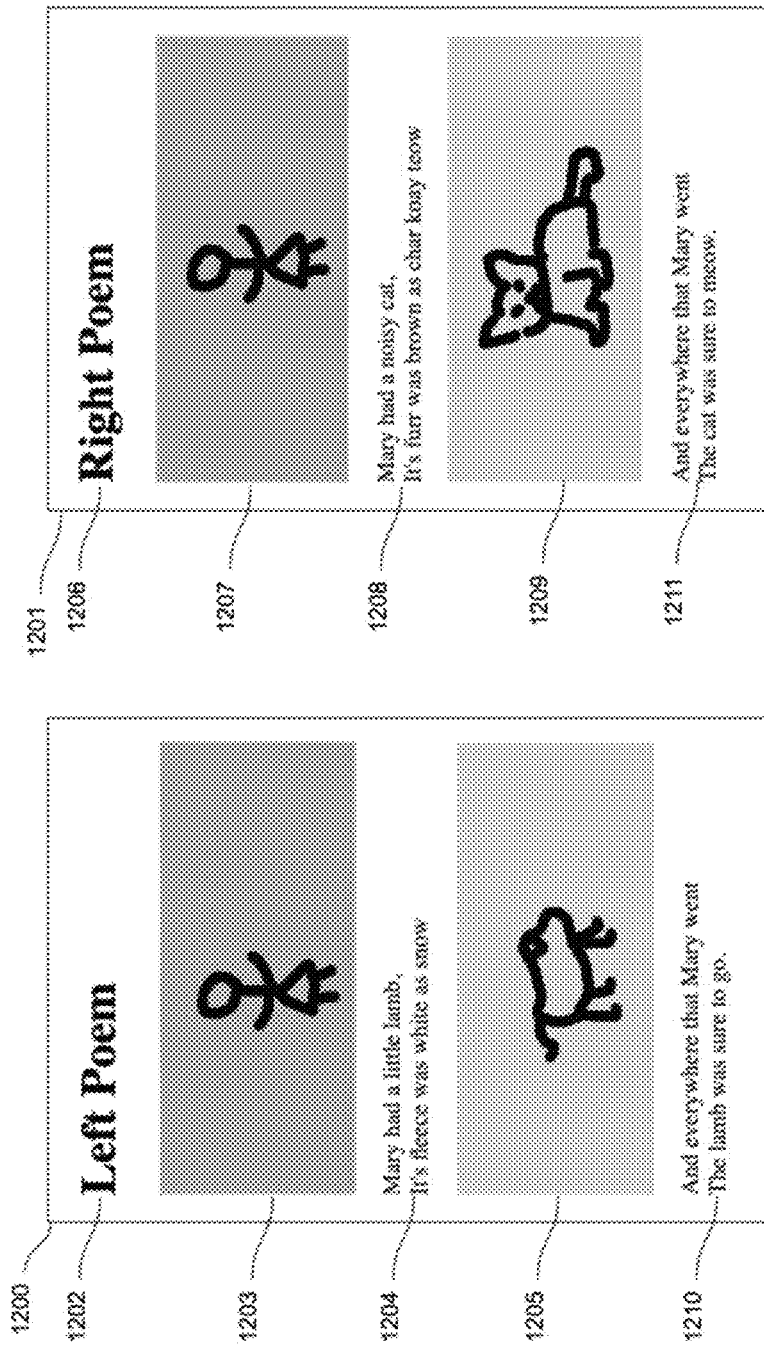 1200
1202
Left Poem
1203
1204
Mary had a little lamb,
It's fleece was white as snow
1205
1210
And everywhere that Mary went
The lamb was sure to go.
1201
1206
Right Poem
1207
1208
Mary had a noisy cat,
It's furr was brown as char kuay teow
1209
1211
And everywhere that Mary went
The cat was sure to meow.